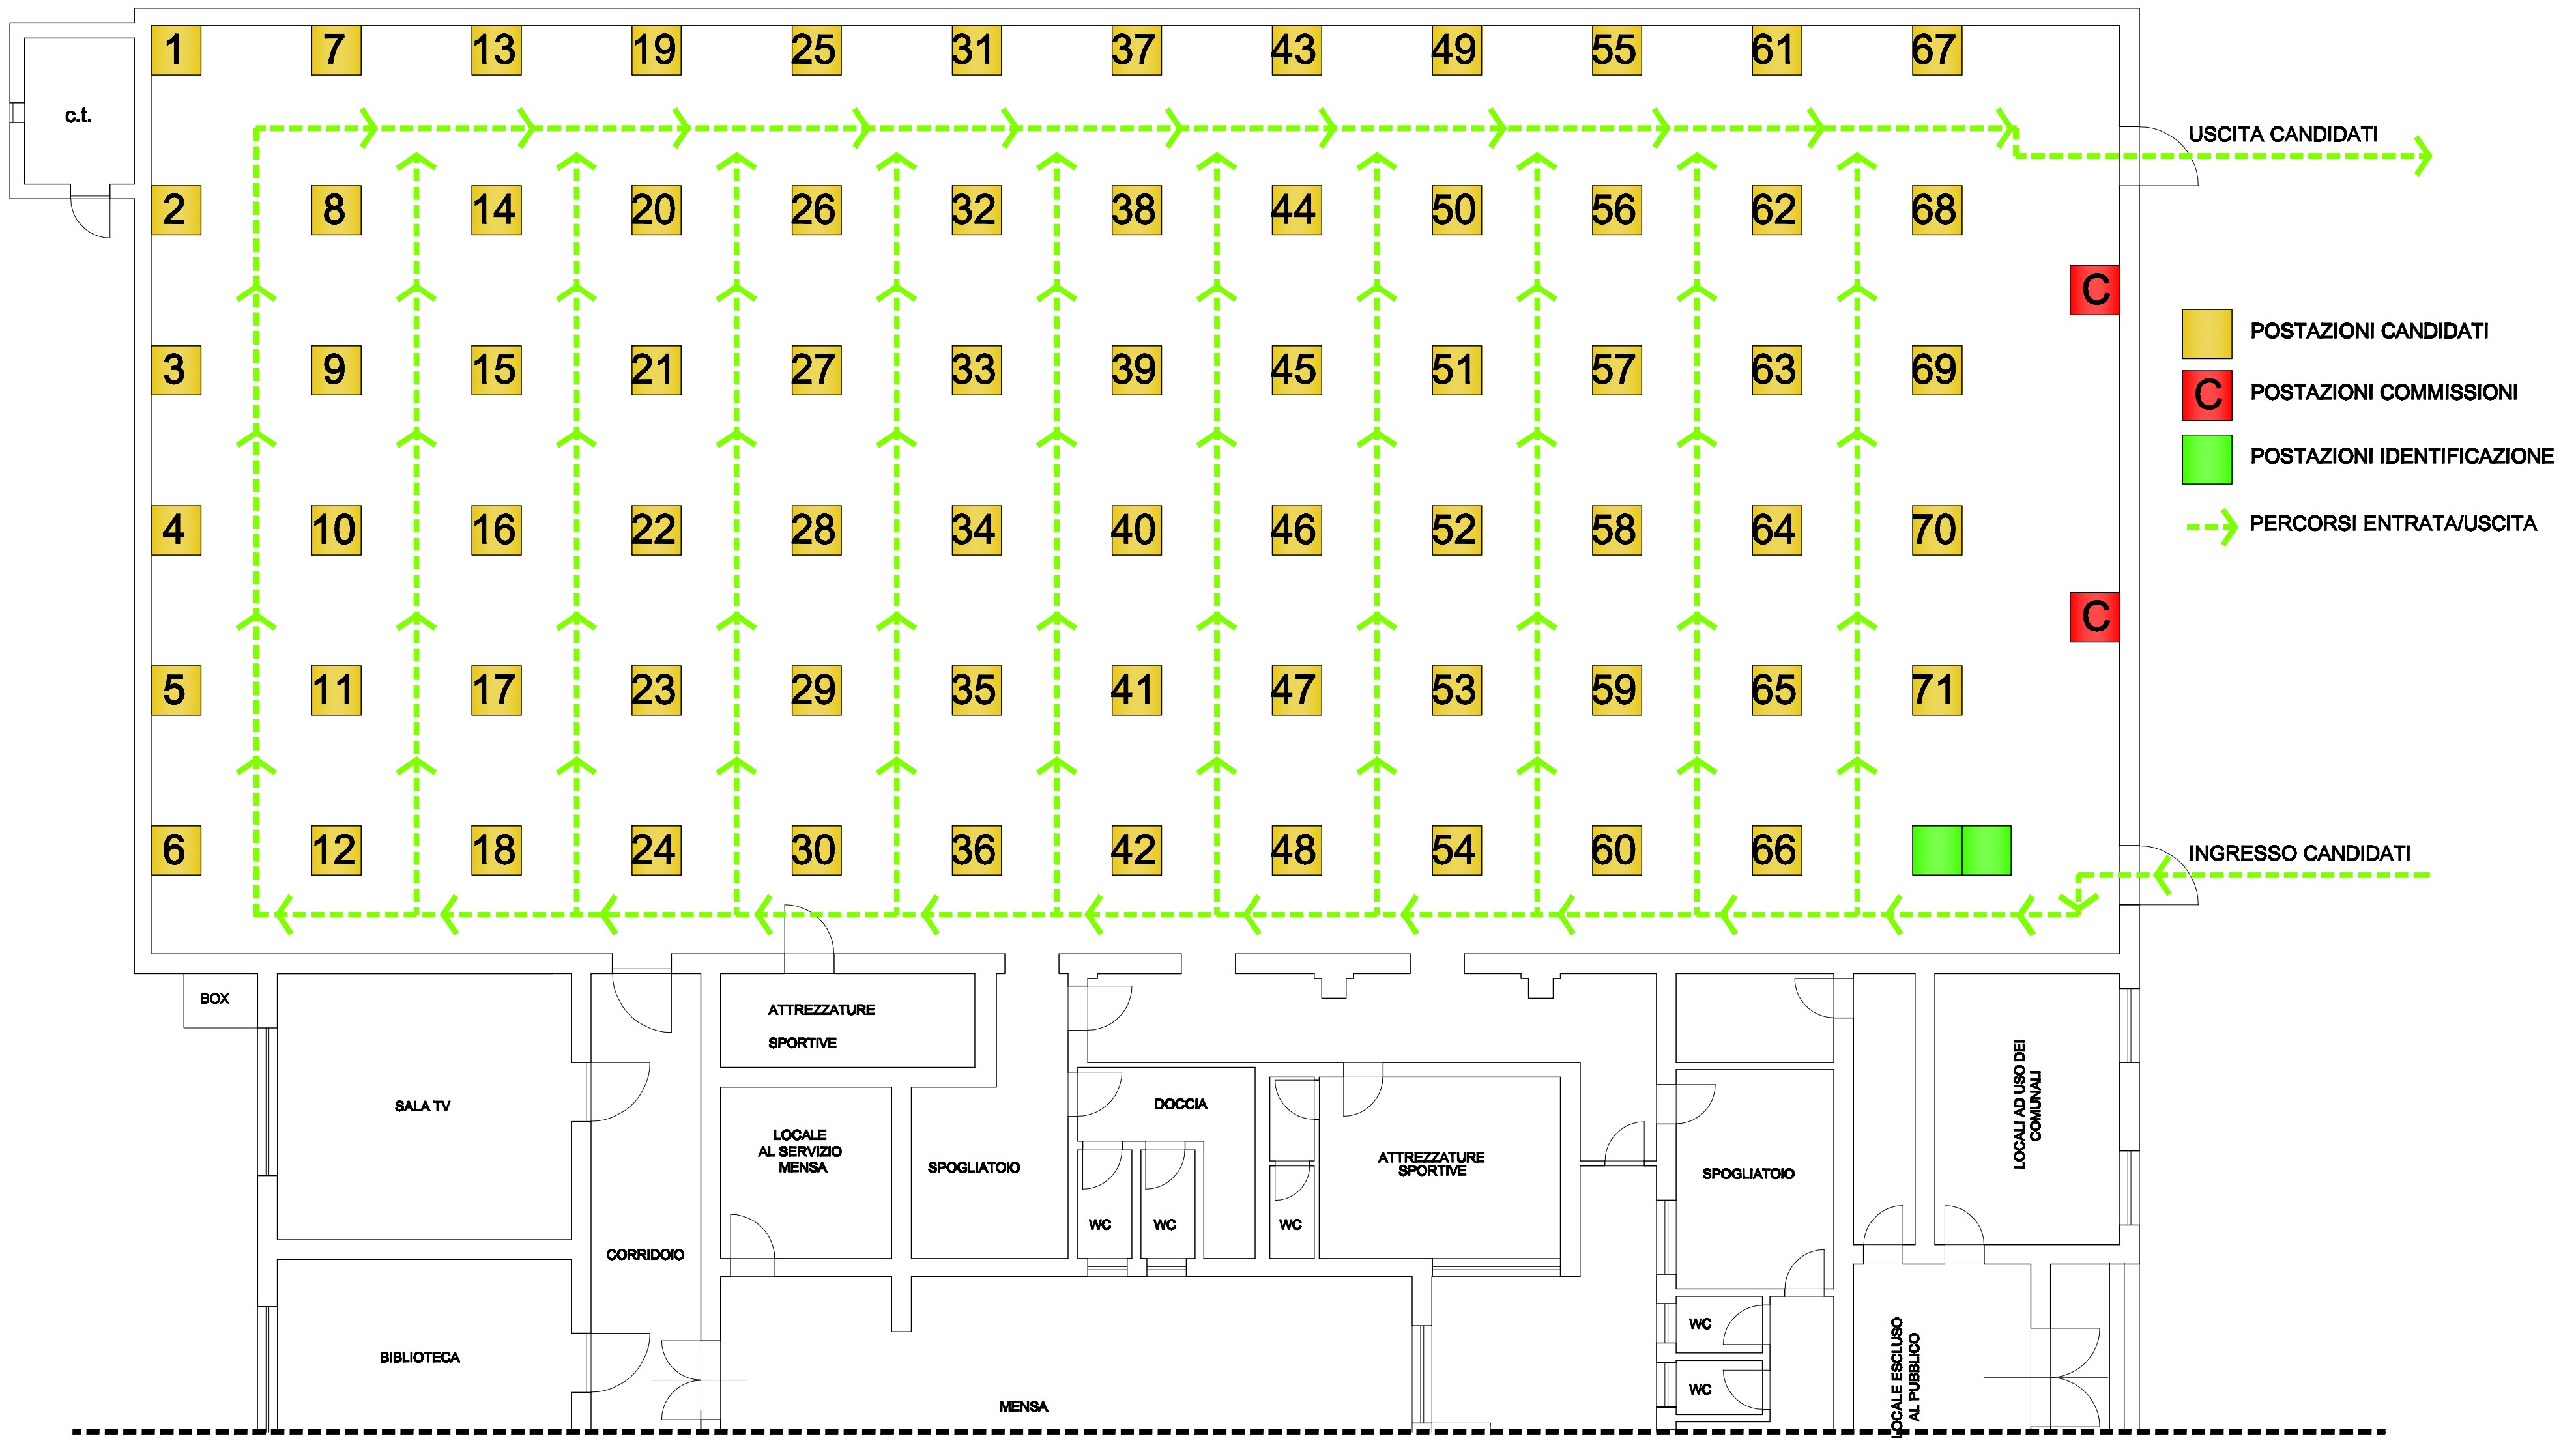 1 7 13 19 25 31 37 43 49 55 61 67
c.t.
USCITA CANDIDATI
2 8 14 20 26 32 38 44 50 56 62 68
C
POSTAZIONI CANDIDATI
3 9 15 21 27 33 39 45 51 57 63 69
C POSTAZIONI COMMISSIONI
POSTAZIONI IDENTIFICAZIONE
4 10 16 22 28 34 40 46 52 58 64 70
PERCORSI ENTRATA/USCITA
C
5 11 17 23 29 35 41 47 53 59 65 71
6 12 18 24 30 36 42 48 54 60 66
INGRESSO CANDIDATI
BOX
ATTREZZATURE
SPORTIVE
SALA TV
LOCALE
AL SERVIZIO
MENSA
SPOGLIATOIO
DOCCIA
WC
WC
WC
ATTREZZATURE
SPORTIVE
SPOGLIATOIO
LOCALI AD USO DEI
COMUNALI
CORRIDOIO
BIBLIOTECA
MENSA
WC
WC
LOCALE ESCLUSO
AL PUBBLICO